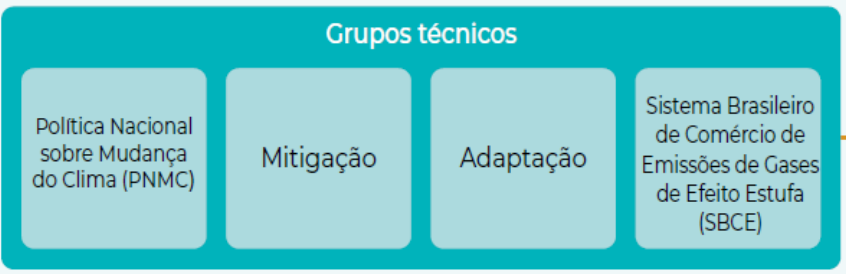 Grupos técnicos
Política Nacional
sobre Mudança
do Clima (PNMC)
Mitigação
Adaptação
Sistema Brasileiro
de Comércio de
Emissões de Gases
de Efeito Estufa
(SBCE)